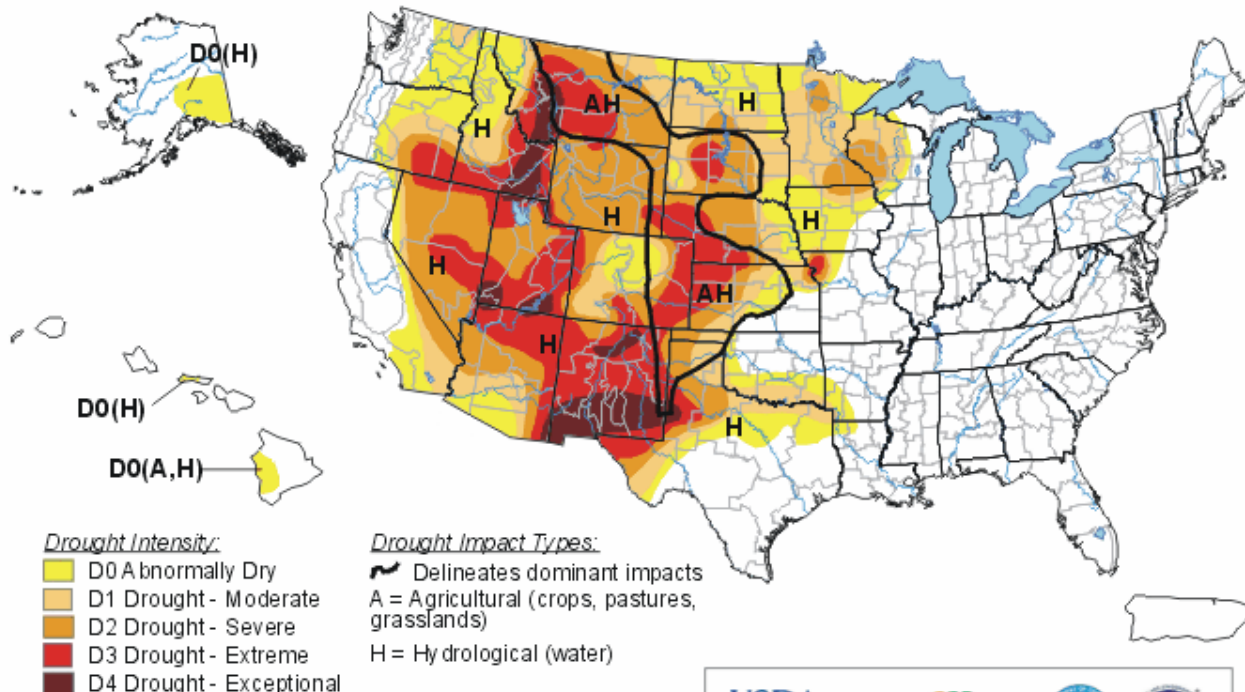 D0(H)
AH
H
H
H
H
H
AH
H
D0(H)
H
D0(A,H)
Drought Intensity:
D0 Abnormally Dry
D1 Drought - Moderate
D2 Drought - Severe
D3 Drought - Extreme
D4 Drought - Exceptional
Drought Impact Types:
Delineates dominant impacts
A = Agricultural (crops, pastures,
grasslands)
H = Hydrological (water)